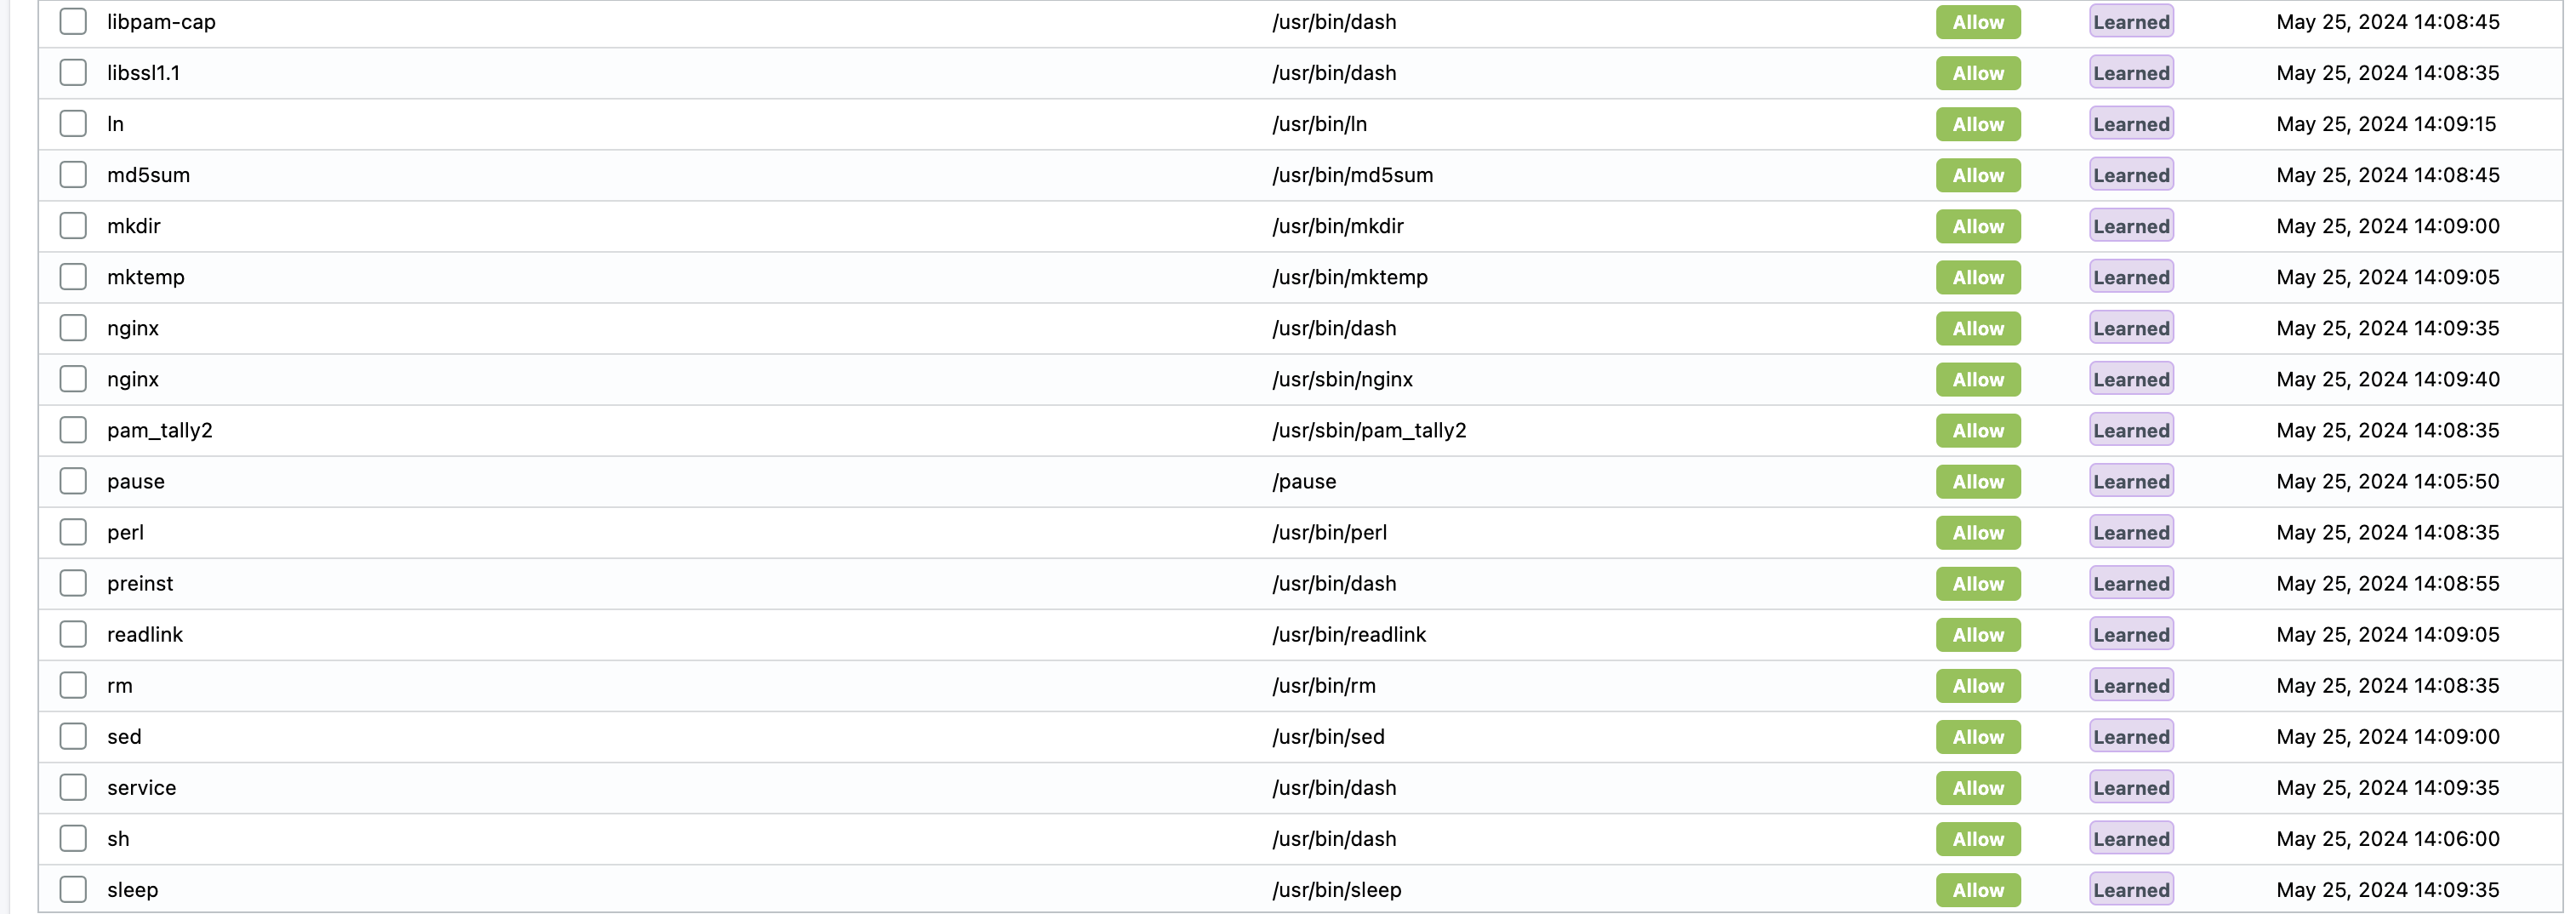 libpam-cap /usr/bin/dash Allow Learned May 25, 2024 14:08:45
libssl1.1 /usr/bin/dash Allow Learned May 25, 2024 14:08:35
ln /usr/bin/ln Allow Learned May 25, 2024 14:09:15
md5sum /usr/bin/md5sum Allow Learned May 25, 2024 14:08:45
mkdir /usr/bin/mkdir Allow Learned May 25, 2024 14:09:00
mktemp /usr/bin/mktemp Allow Learned May 25, 2024 14:09:05
nginx /usr/bin/dash Allow Learned May 25, 2024 14:09:35
nginx /usr/sbin/nginx Allow Learned May 25, 2024 14:09:40
pam_tally2 /usr/sbin/pam_tally2 Allow Learned May 25, 2024 14:08:35
pause /pause Allow Learned May 25, 2024 14:05:50
perl /usr/bin/perl Allow Learned May 25, 2024 14:08:35
preinst /usr/bin/dash Allow Learned May 25, 2024 14:08:55
readlink /usr/bin/readlink Allow Learned May 25, 2024 14:09:05
rm /usr/bin/rm Allow Learned May 25, 2024 14:08:35
sed /usr/bin/sed Allow Learned May 25, 2024 14:09:00
service /usr/bin/dash Allow Learned May 25, 2024 14:09:35
sh /usr/bin/dash Allow Learned May 25, 2024 14:06:00
sleep /usr/bin/sleep Allow Learned May 25, 2024 14:09:35